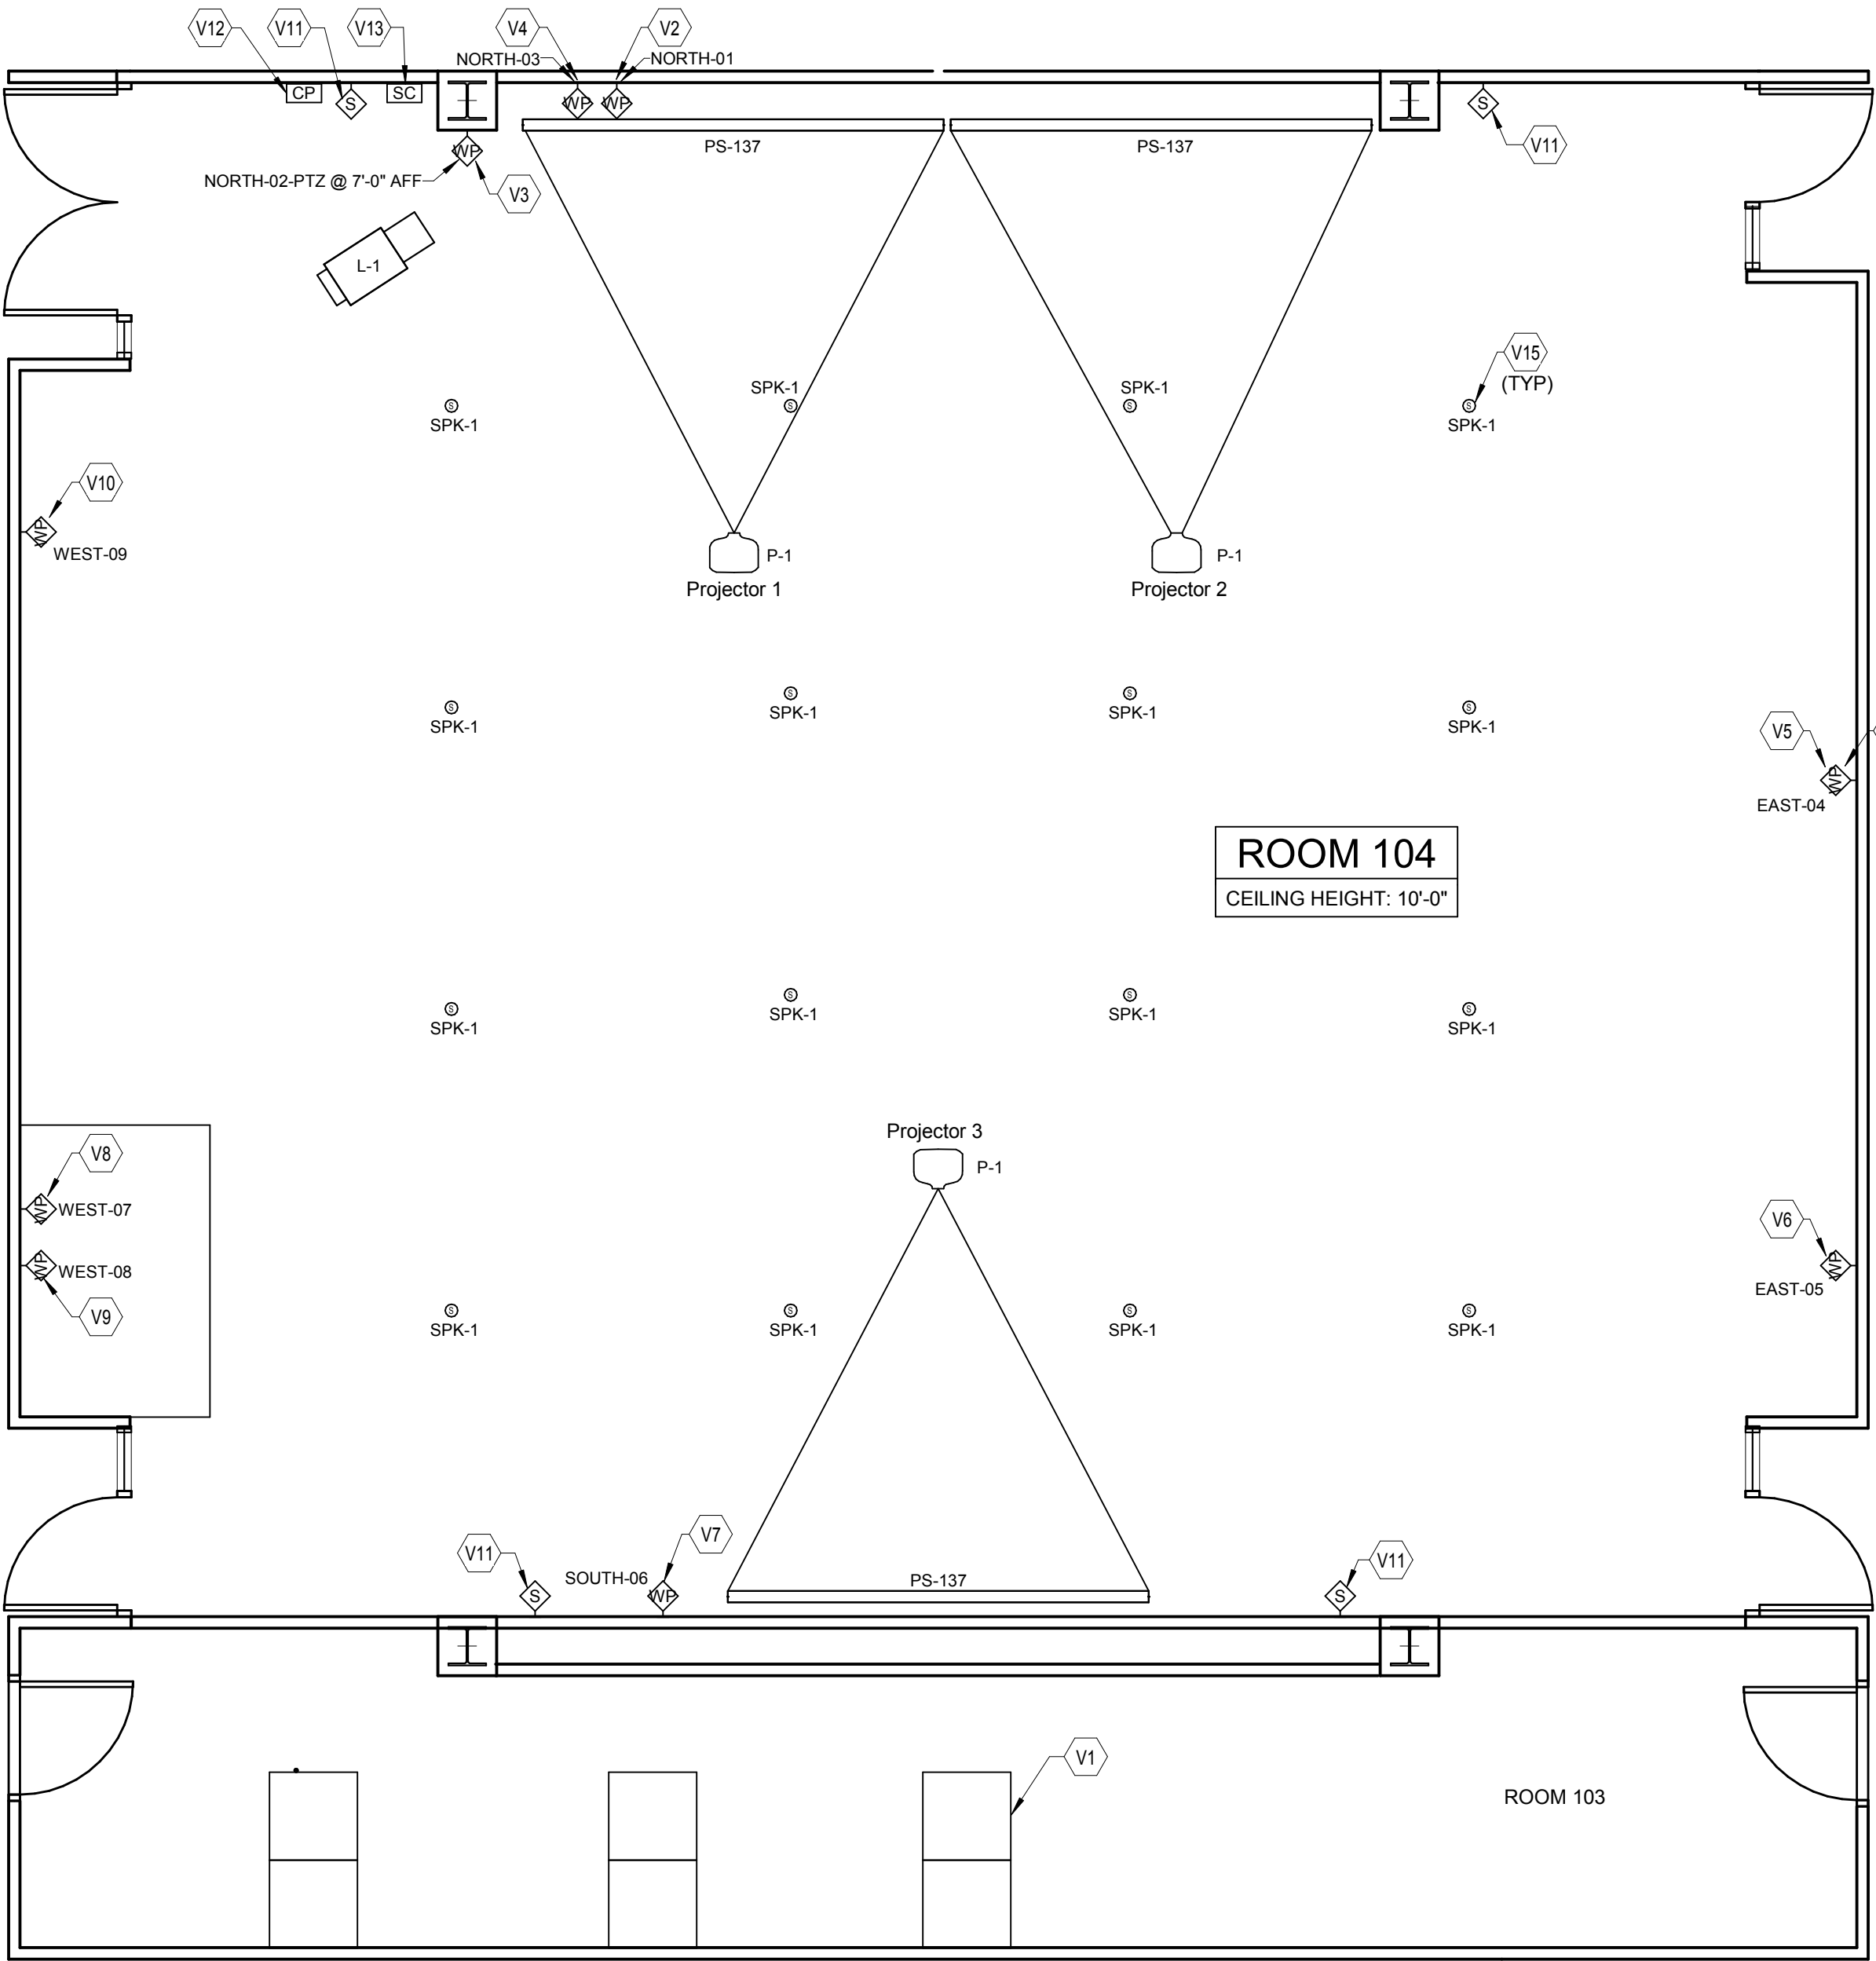 V12
V11
V13
V4
V2
NORTH-03
NORTH-01
CP
S
SC
WP
WP
S
V11
PS-137
PS-137
WP
NORTH-02-PTZ @ 7'-0" AFF
V3
L-1
V15
(TYP)
SPK-1
SPK-1
S
SPK-1
S
S
S
SPK-1
V10
WP
WEST-09
P-1
Projector 1
P-1
Projector 2
S
SPK-1
S
SPK-1
S
SPK-1
S
SPK-1
V5
WP
EAST-04
ROOM 104
CEILING HEIGHT: 10'-0"
S
SPK-1
S
SPK-1
S
SPK-1
S
SPK-1
Projector 3
P-1
V8
WP
WEST-07
WP
WEST-08
V9
V6
WP
EAST-05
S
SPK-1
S
SPK-1
S
SPK-1
S
SPK-1
V11
S
SOUTH-06
WP
V7
PS-137
V11
S
V1
ROOM 103